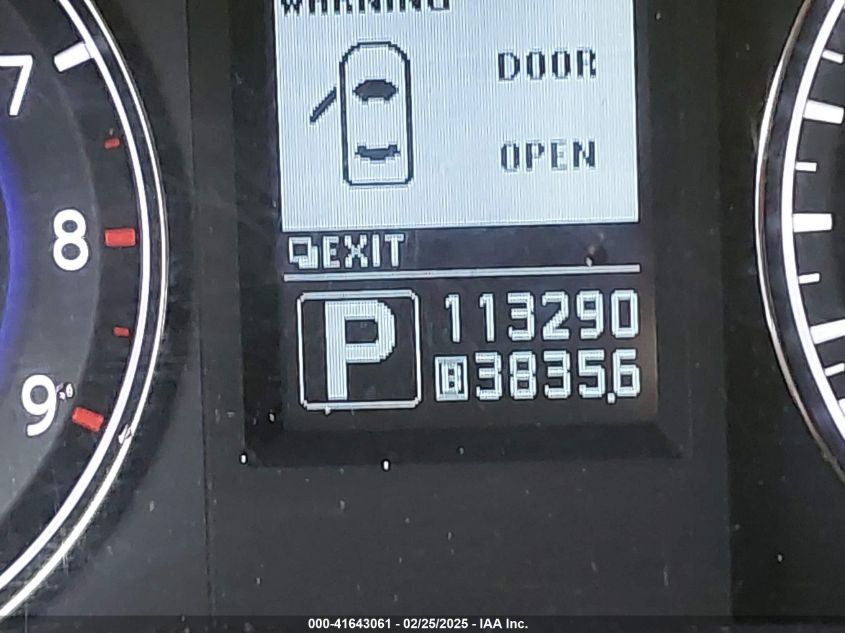 WARNING
DOOR
OPEN
EXIT
P
113290
B 3835.6
7
8
9
000-41643061 - 02/25/2025 - IAA Inc.